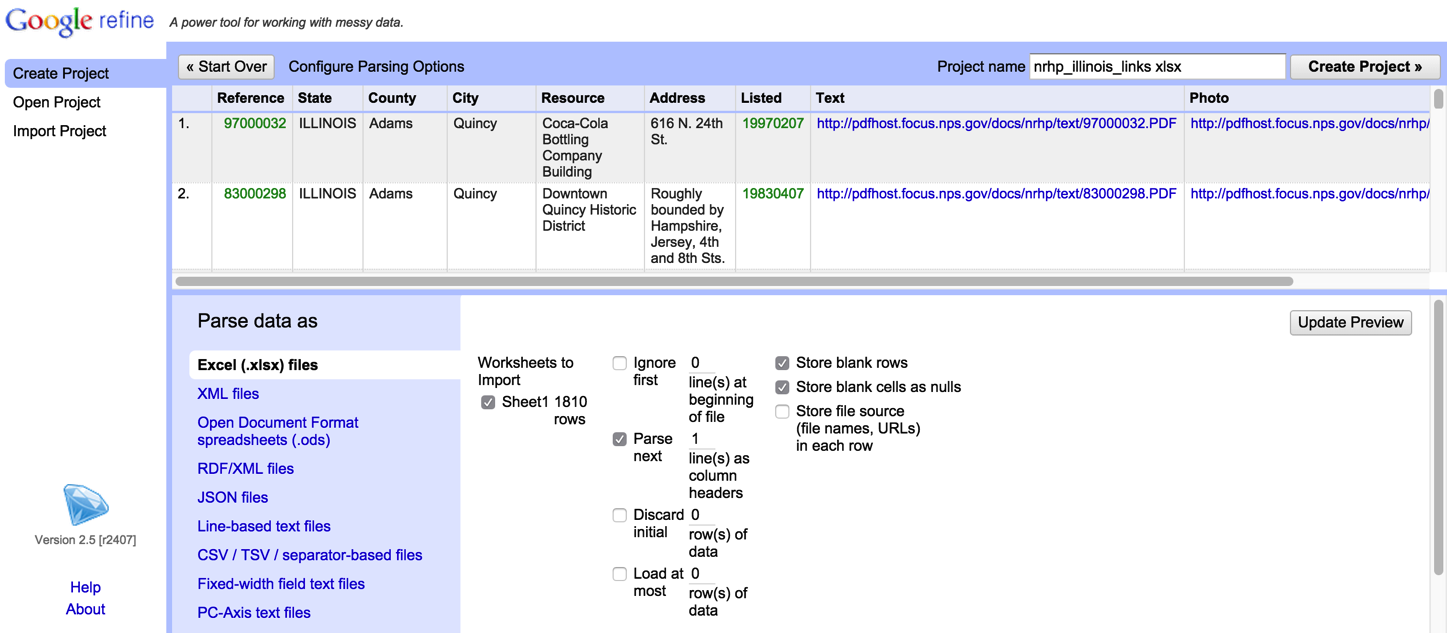 Google refine A power tool for working with messy data.
Create Project
Open Project
Import Project
« Start Over Configure Parsing Options Project name nrhp_illinois_links xlsx Create Project »
Reference State County City Resource Address Listed Text Photo
1. 97000032 ILLINOIS Adams Quincy Coca-Cola 616 N. 24th 19970207 http://pdfhost.focus.nps.gov/docs/nrhp/text/97000032.PDF http://pdfhost.focus.nps.gov/docs/nrhp/
Bottling St.
Company
Building
2. 83000298 ILLINOIS Adams Quincy Downtown Roughly 19830407 http://pdfhost.focus.nps.gov/docs/nrhp/text/83000298.PDF http://pdfhost.focus.nps.gov/docs/nrhp/
Quincy Historic bounded by
District Hampshire,
Jersey, 4th
and 8th Sts.
Parse data as
Excel (.xlsx) files
XML files
Open Document Format
spreadsheets (.ods)
RDF/XML files
JSON files
Line-based text files
CSV / TSV / separator-based files
Fixed-width field text files
PC-Axis text files
Update Preview
Worksheets to
Import
Sheet1 1810
rows
Ignore 0
first line(s) at
beginning
of file
Parse 1
next line(s) as
column
headers
Discard 0
initial row(s) of
data
Load at 0
most row(s) of
data
Store blank rows
Store blank cells as nulls
Store file source
(file names, URLs)
in each row
Version 2.5 [r2407]
Help
About